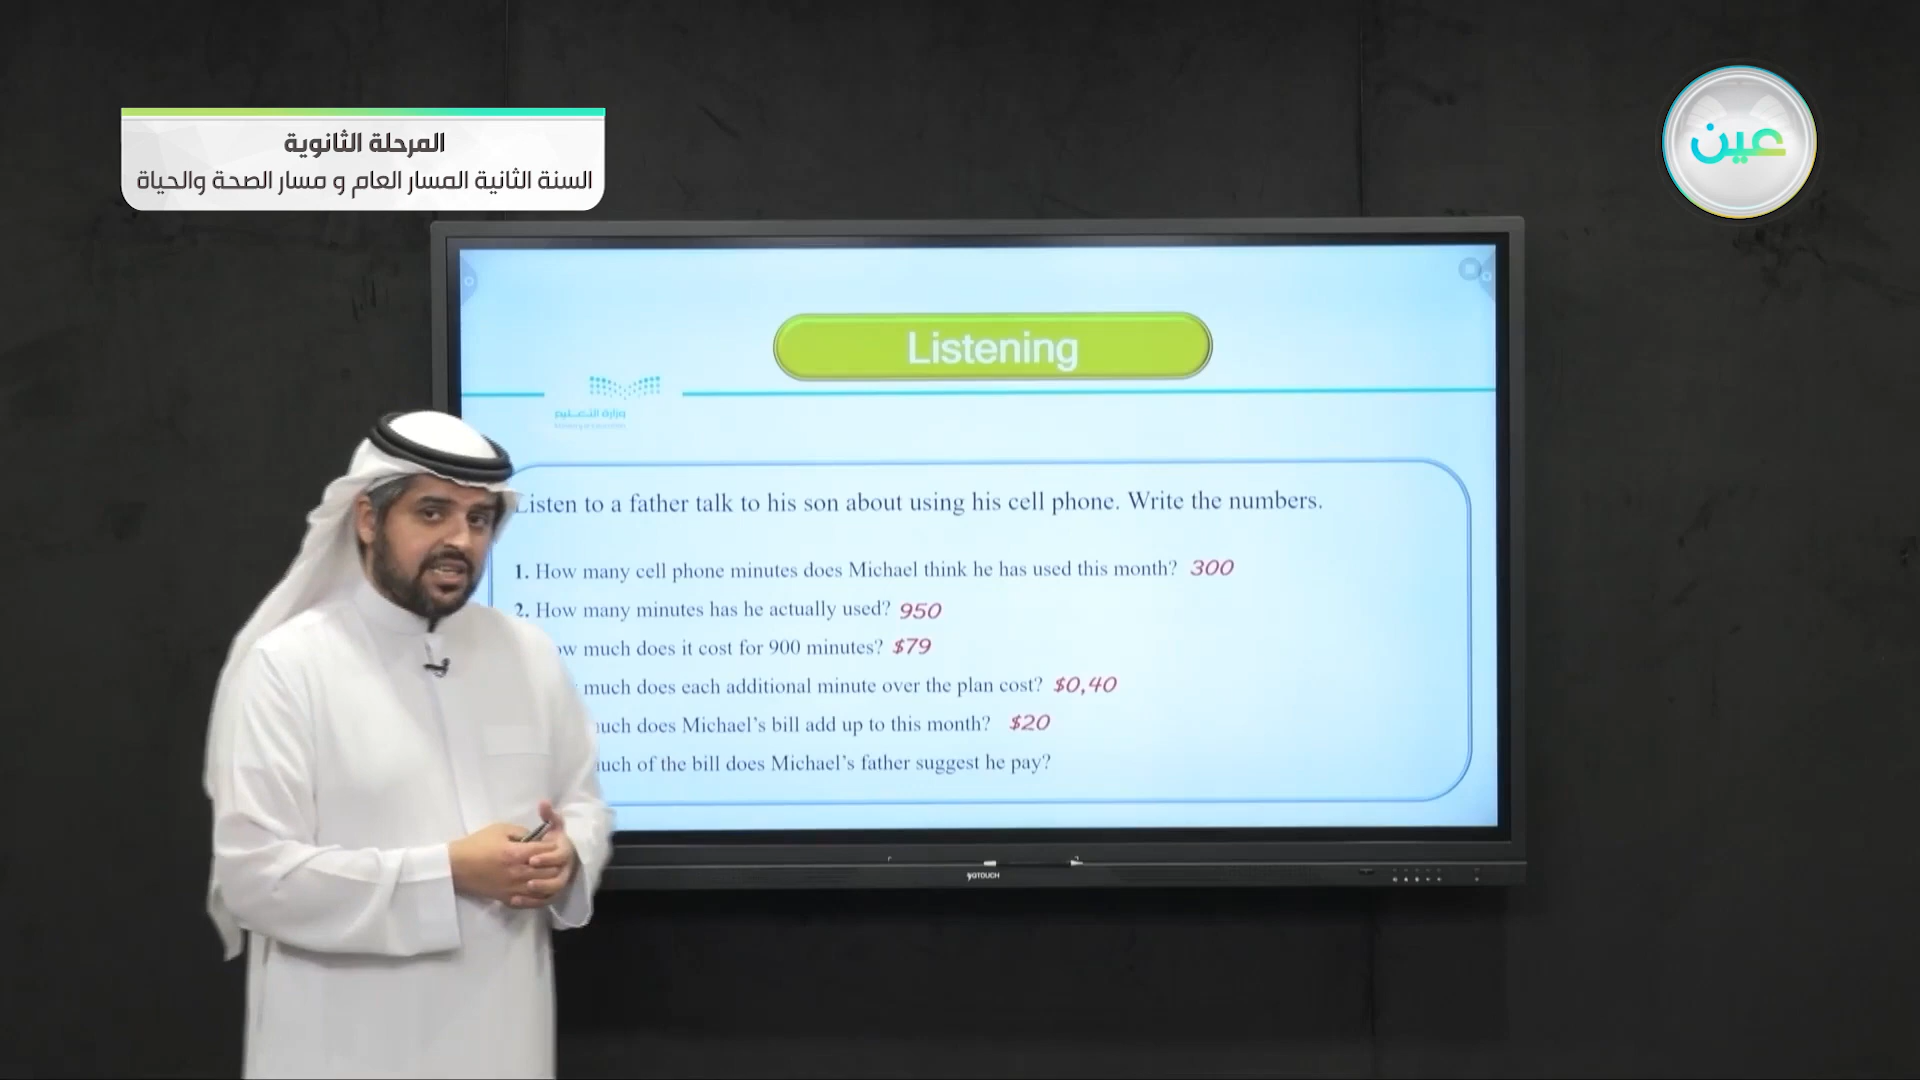 المرحلة الثانوية
السنة الثانية المسار العام و مسار الصحة والحياة
عين
Listening
وزارة التعليم
Ministry of Education
Listen to a father talk to his son about using his cell phone. Write the numbers.
1. How many cell phone minutes does Michael think he has used this month? 300
2. How many minutes has he actually used? 950
ow much does it cost for 900 minutes? $79
much does each additional minute over the plan cost? $0,40
uch does Michael's bill add up to this month? $20
uch of the bill does Michael's father suggest he pay?
YQTOUCH